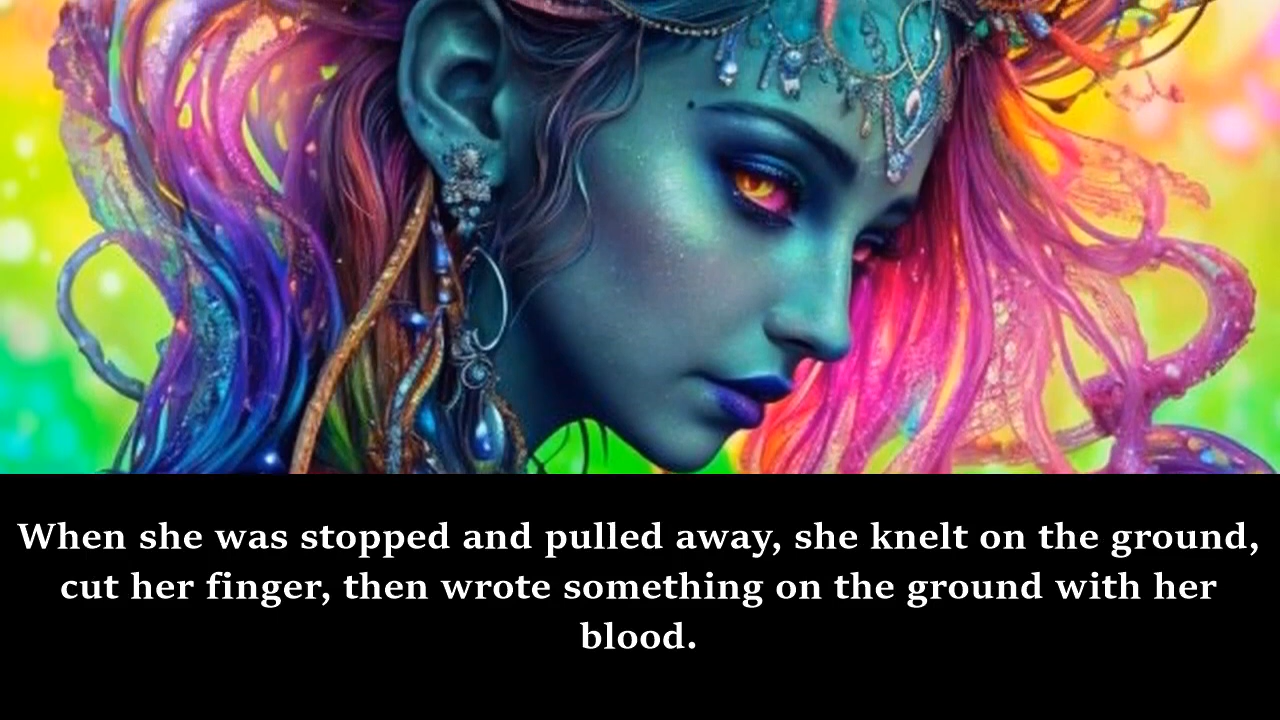 When she was stopped and pulled away, she knelt on the ground,
cut her finger, then wrote something on the ground with her
blood.